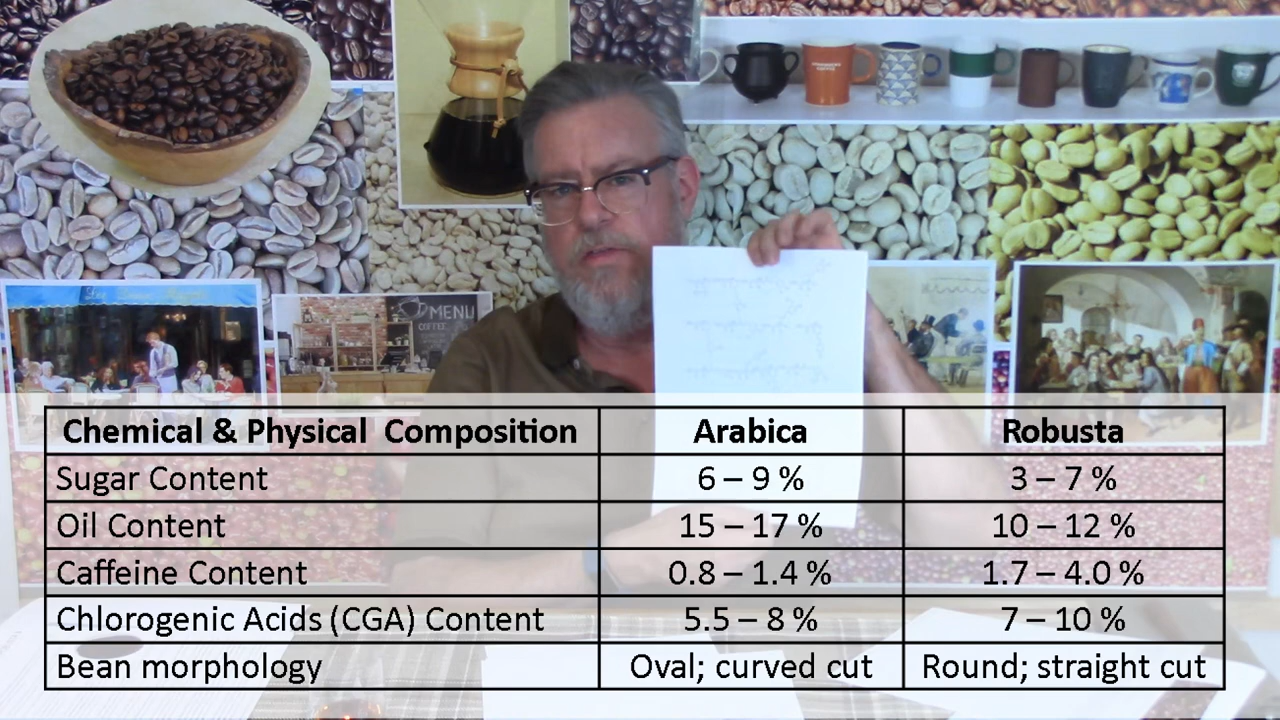 MENU
COFFEE
Chemical & Physical Composition Arabica Robusta
Sugar Content 6 – 9 % 3 – 7 %
Oil Content 15 – 17 % 10 – 12 %
Caffeine Content 0.8 – 1.4 % 1.7 – 4.0 %
Chlorogenic Acids (CGA) Content 5.5 – 8 % 7 – 10 %
Bean morphology Oval; curved cut Round; straight cut